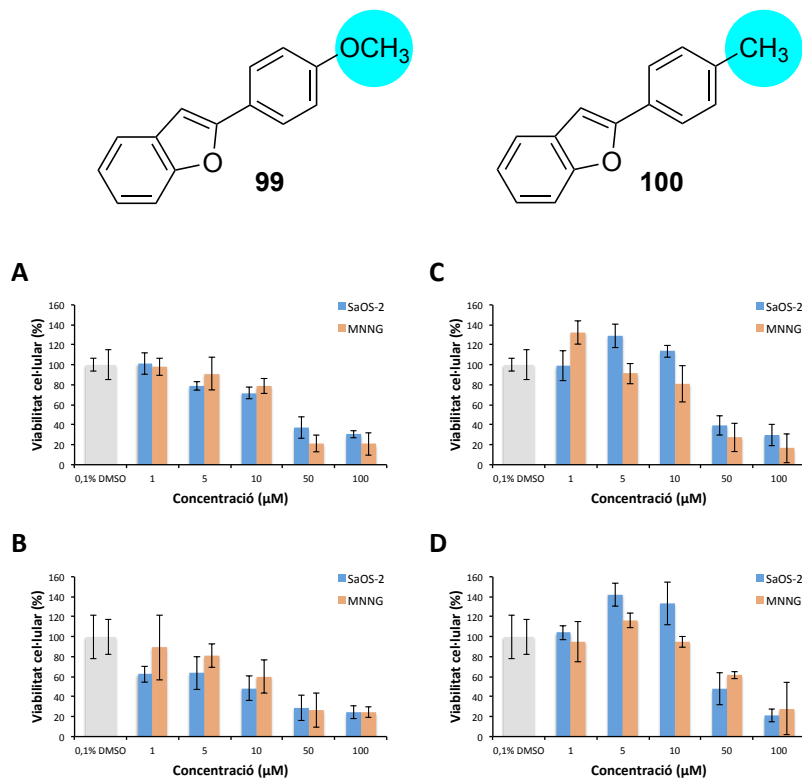 OCH3
CH3
O
99
O
100
A
Viabilitat cel·lular (%)
160
140
120
100
80
60
40
20
0
SaOS-2
MNNG
0,1% DMSO 1 5 10 50 100
Concentració (µM)
C
Viabilitat cel·lular (%)
160
140
120
100
80
60
40
20
0
SaOS-2
MNNG
0,1% DMSO 1 5 10 50 100
Concentració (µM)
B
Viabilitat cel·lular (%)
160
140
120
100
80
60
40
20
0
SaOS-2
MNNG
0,1% DMSO 1 5 10 50 100
Concentració (µM)
D
Viabilitat cel·lular (%)
160
140
120
100
80
60
40
20
0
SaOS-2
MNNG
0,1% DMSO 1 5 10 50 100
Concentració (µM)